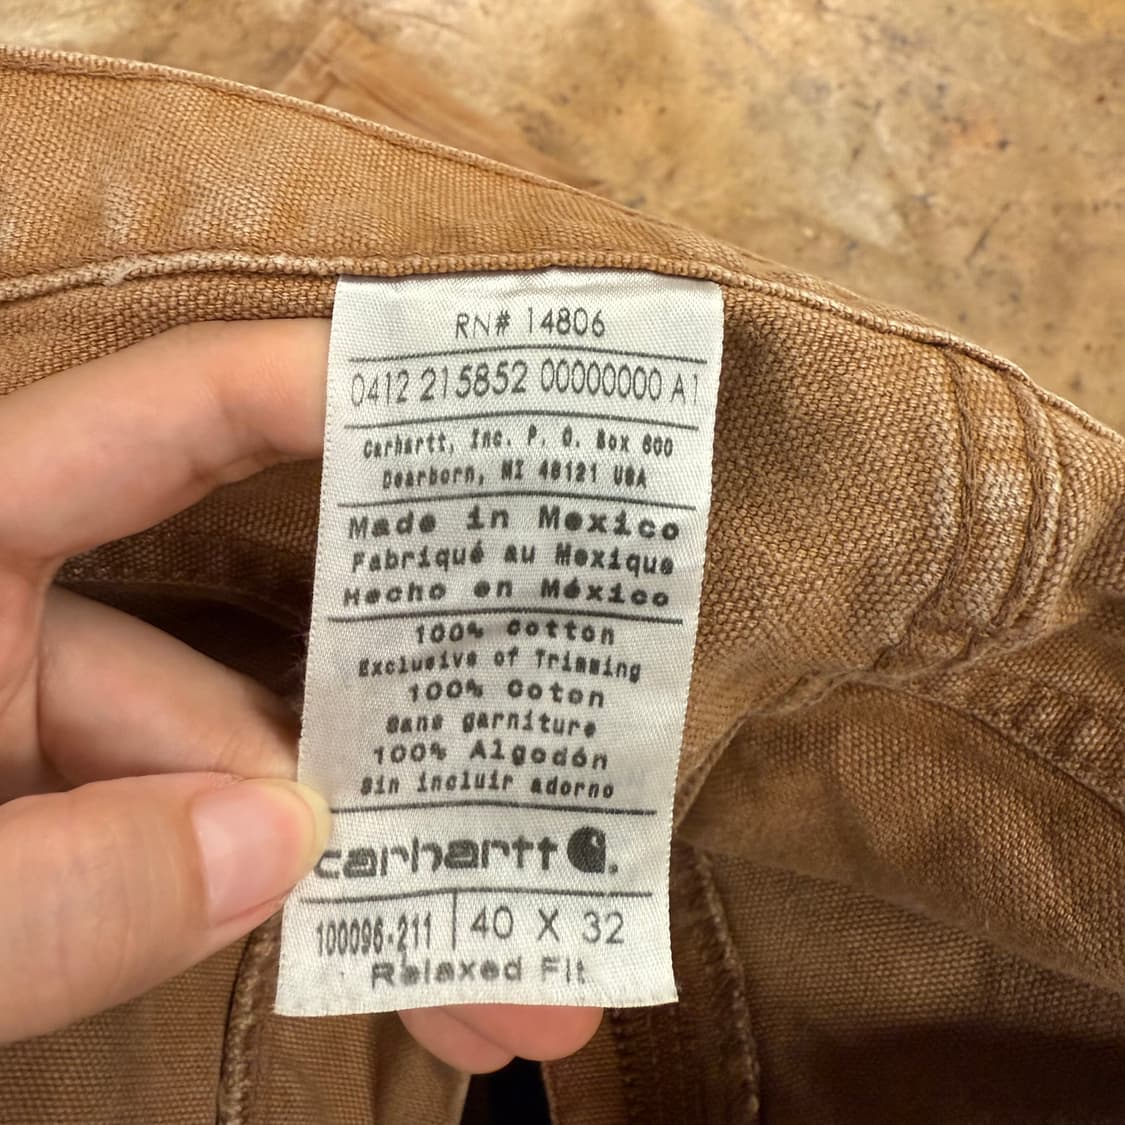 RN# 14806
0412 215852 00000000 A1
Carhartt, Inc. P. O. Box 600
Dearborn, MI 48121 USA
Made in Mexico
Fabriqué au Mexique
Hecho en México
100% Cotton
Exclusive of Trimming
100% Coton
Sans garniture
100% Algodón
Sin incluir adorno
carhartt
100096-211 40 X 32
Relaxed Fit